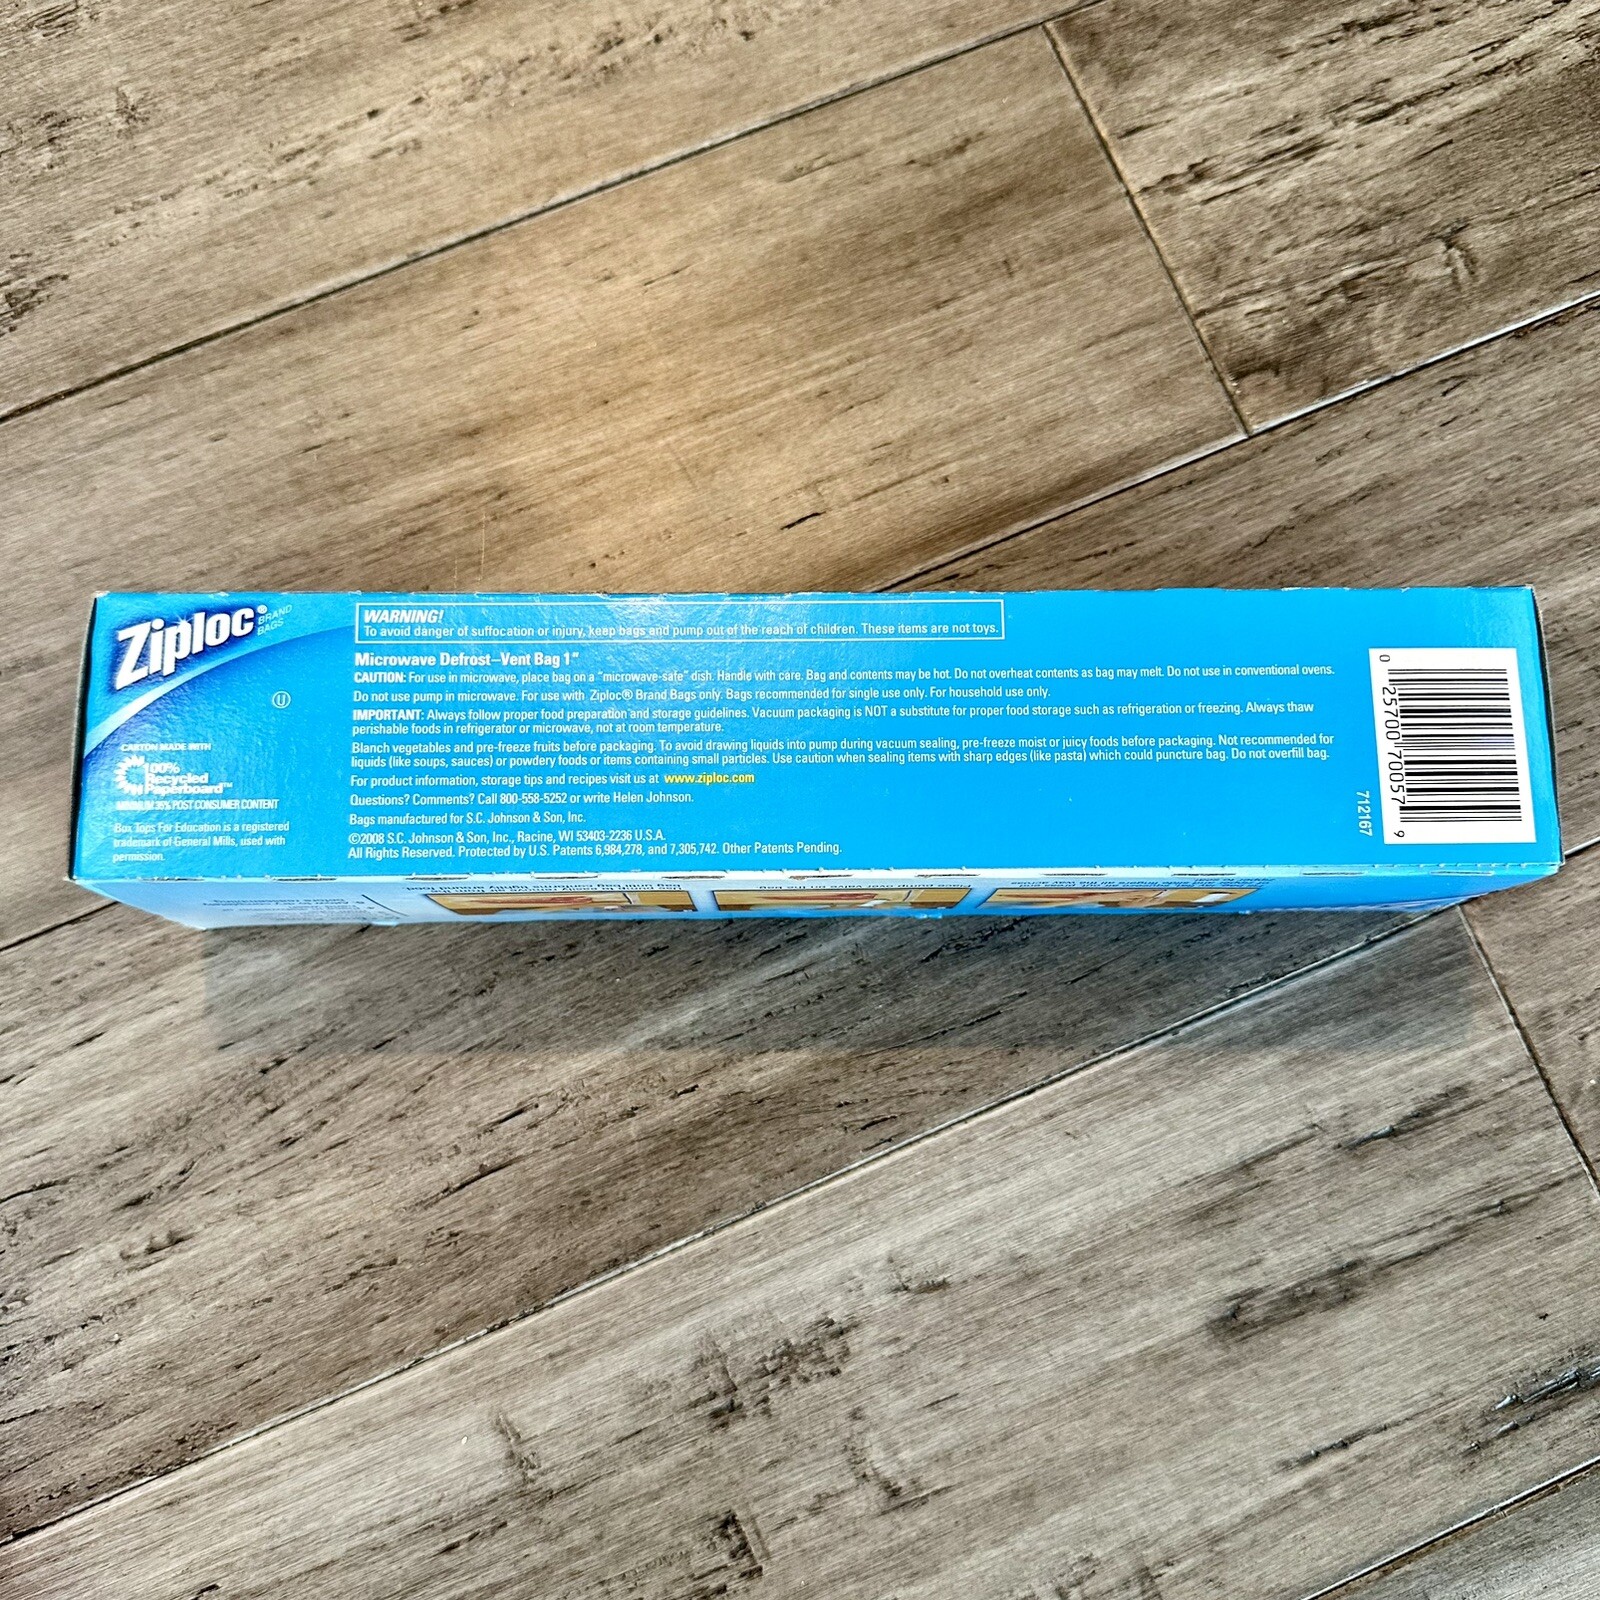 Ziploc® BRAND
BAGS
U
CARTON MADE WITH
100%
Recycled
Paperboard™
MINIMUM 35% POST CONSUMER CONTENT
Box Tops For Education is a registered
trademark of General Mills, used with
permission.
WARNING!
To avoid danger of suffocation or injury, keep bags and pump out of the reach of children. These items are not toys.
Microwave Defrost–Vent Bag 1"
CAUTION: For use in microwave, place bag on a "microwave-safe" dish. Handle with care. Bag and contents may be hot. Do not overheat contents as bag may melt. Do not use in conventional ovens.
Do not use pump in microwave. For use with Ziploc® Brand Bags only. Bags recommended for single use only. For household use only.
IMPORTANT: Always follow proper food preparation and storage guidelines. Vacuum packaging is NOT a substitute for proper food storage such as refrigeration or freezing. Always thaw
perishable foods in refrigerator or microwave, not at room temperature.
Blanch vegetables and pre-freeze fruits before packaging. To avoid drawing liquids into pump during vacuum sealing, pre-freeze moist or juicy foods before packaging. Not recommended for
liquids (like soups, sauces) or powdery foods or items containing small particles. Use caution when sealing items with sharp edges (like pasta) which could puncture bag. Do not overfill bag.
For product information, storage tips and recipes visit us at www.ziploc.com
Questions? Comments? Call 800-558-5252 or write Helen Johnson.
Bags manufactured for S.C. Johnson & Son, Inc.
©2008 S.C. Johnson & Son, Inc., Racine, WI 53403-2236 U.S.A.
All Rights Reserved. Protected by U.S. Patents 6,984,278, and 7,305,742. Other Patents Pending.
712167
0 25700 70057 9